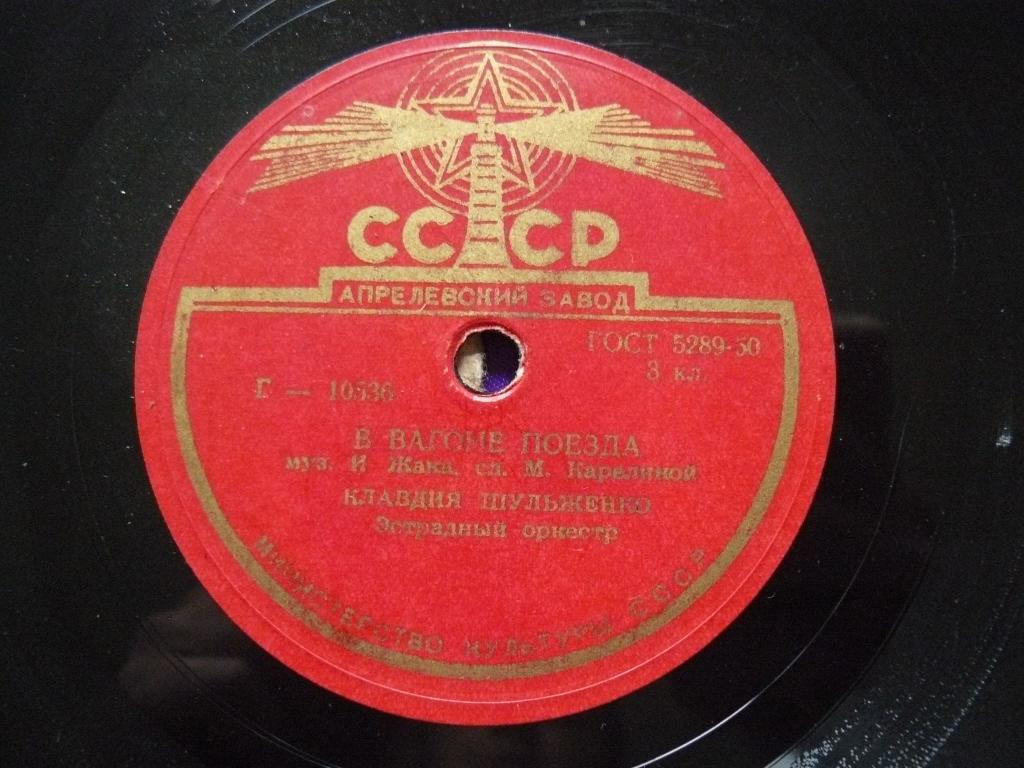 СССР
АПРЕЛЕВСКИЙ ЗАВОД
ГОСТ 5289-50
3 кл.
Г — 10536
В ВАГОНЕ ПОЕЗДА
муз. И Жака, сл. М. Карелиной
КЛАВДИЯ ШУЛЬЖЕНКО
Эстрадный оркестр
МИНИСТЕРСТВО КУЛЬТУРЫ СССР